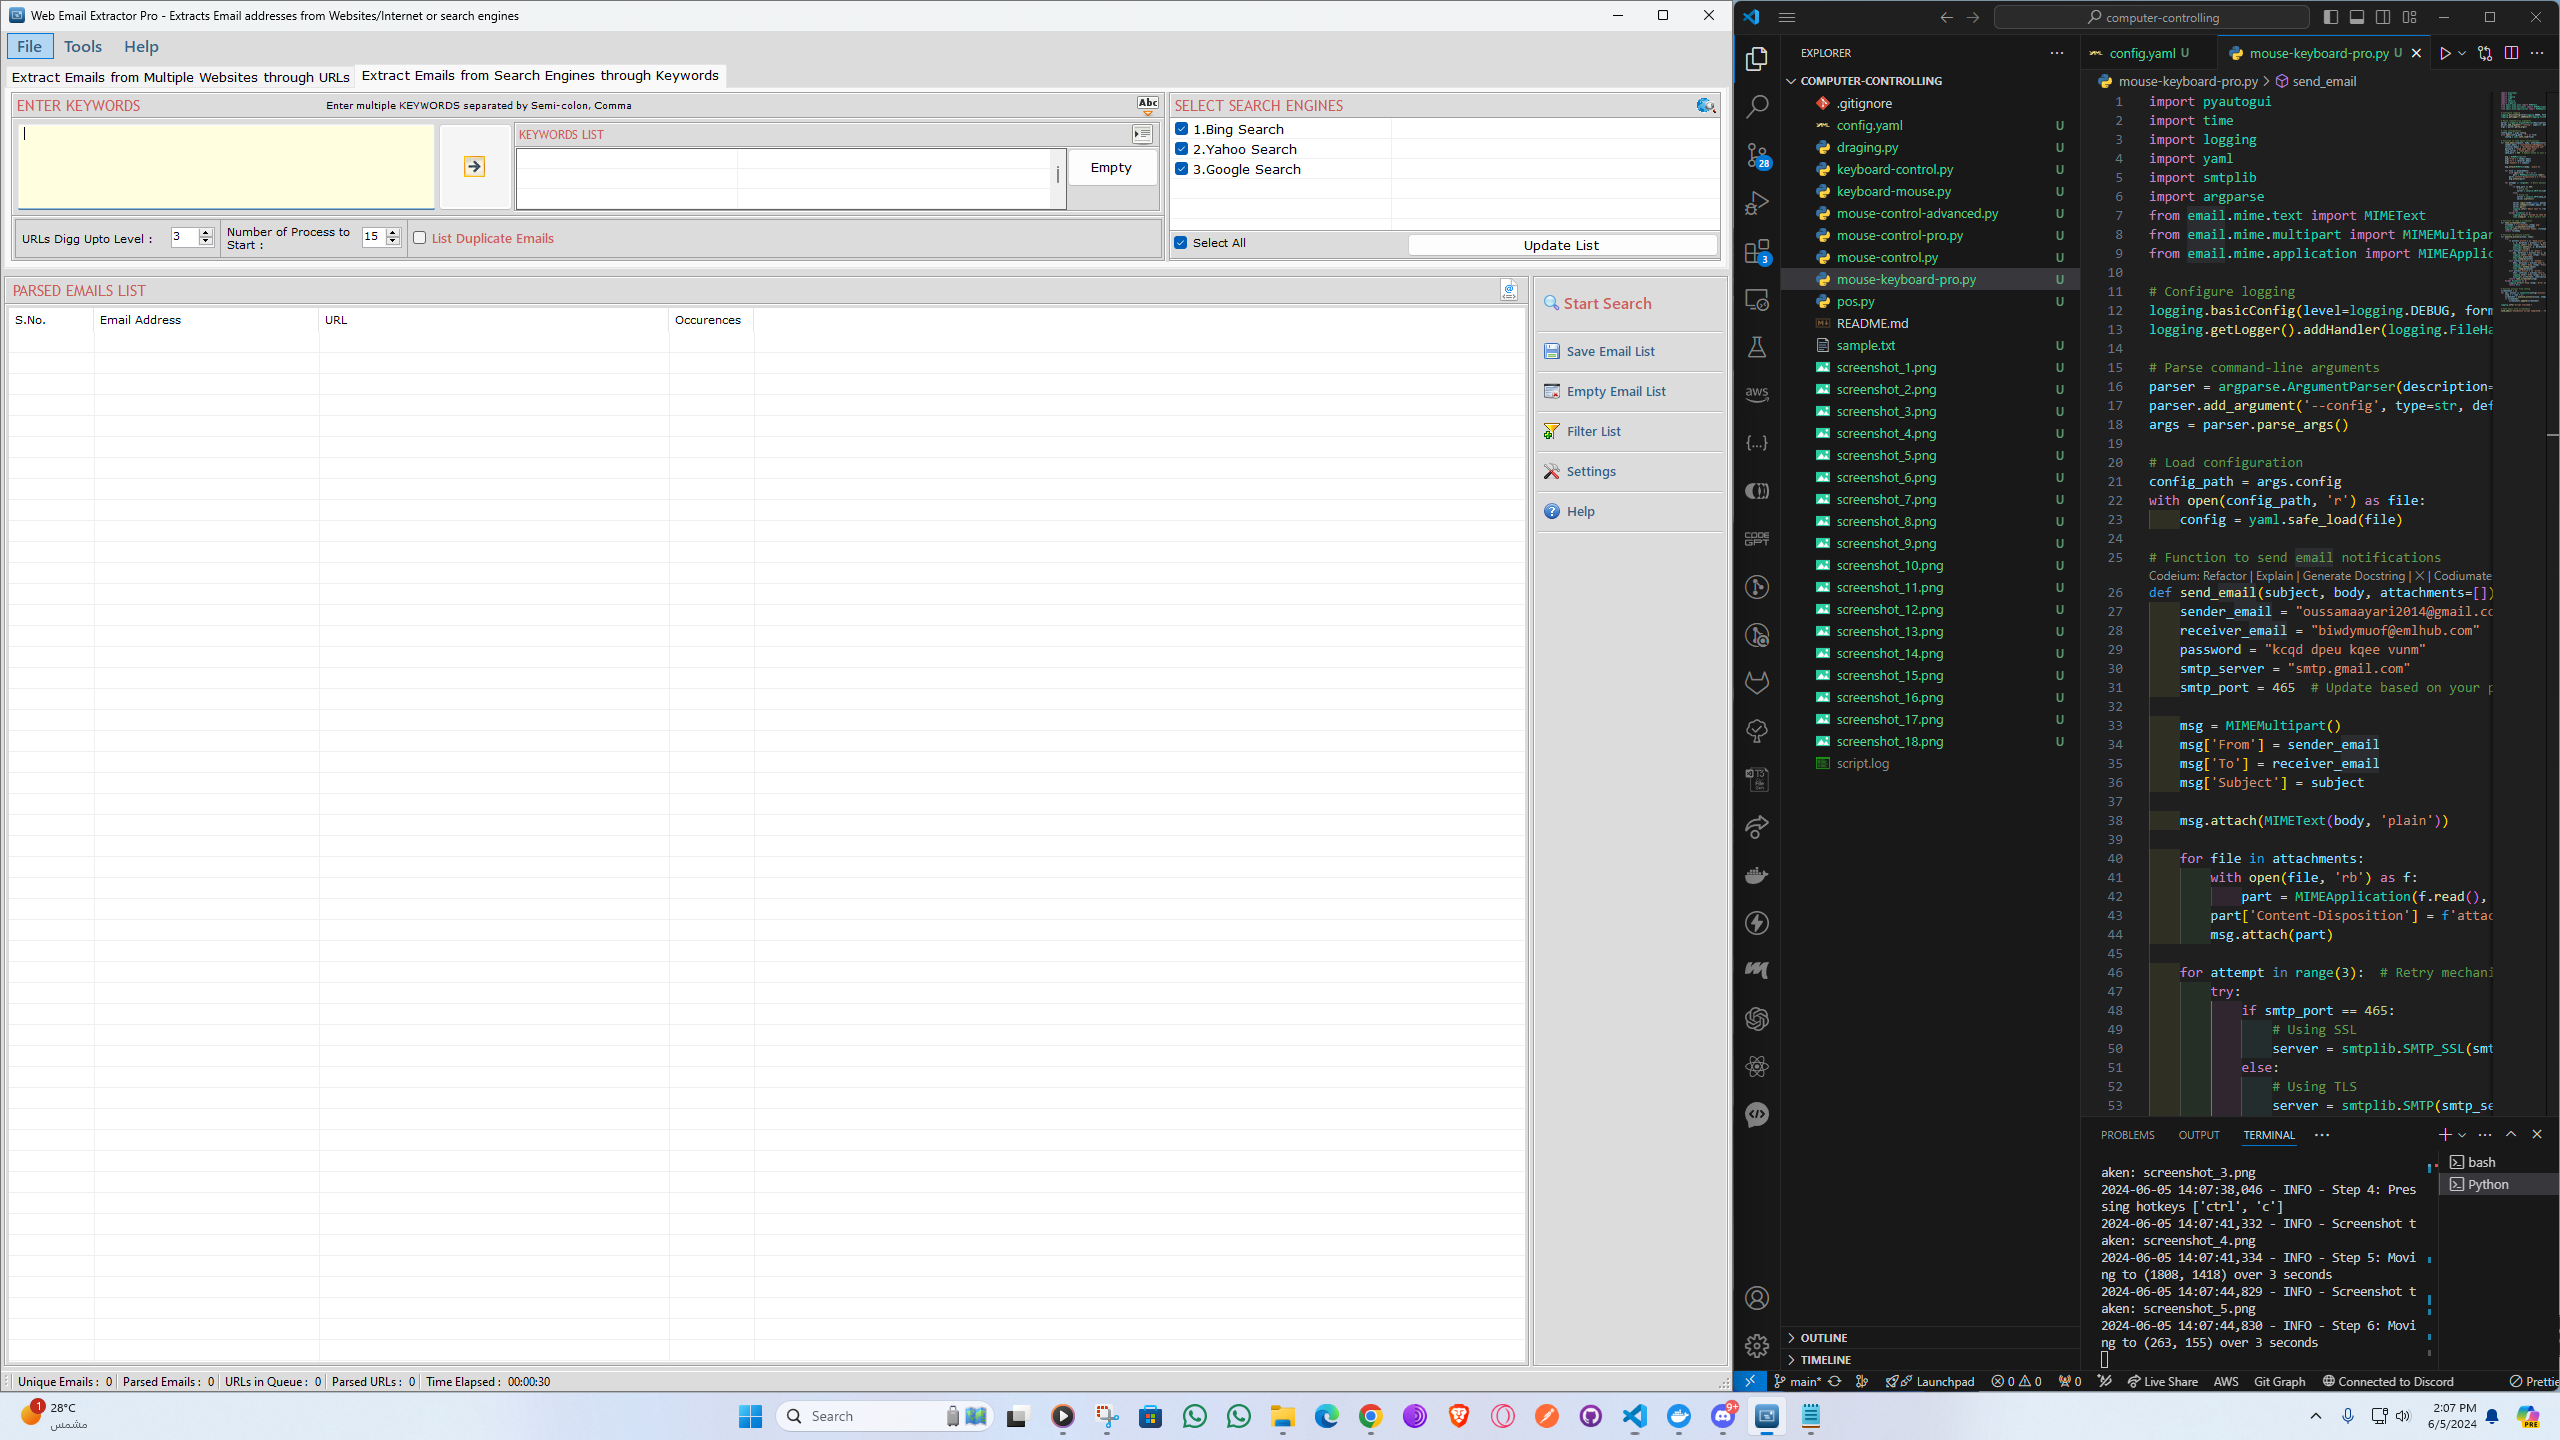 Web Email Extractor Pro - Extracts Email addresses from Websites/Internet or search engines
File Tools Help
Extract Emails from Multiple Websites through URLs Extract Emails from Search Engines through Keywords
ENTER KEYWORDS Enter multiple KEYWORDS separated by Semi-colon, Comma Abc
KEYWORDS LIST
Empty
URLs Digg Upto Level : 3
Number of Process to
Start : 15
List Duplicate Emails
SELECT SEARCH ENGINES
1.Bing Search
2.Yahoo Search
3.Google Search
Select All Update List
PARSED EMAILS LIST
S.No. Email Address URL Occurences
Start Search
Save Email List
Empty Email List
Filter List
Settings
Help
Unique Emails : 0 Parsed Emails : 0 URLs in Queue : 0 Parsed URLs : 0 Time Elapsed : 00:00:30
computer-controlling
EXPLORER
COMPUTER-CONTROLLING
.gitignore
config.yaml U
draging.py U
keyboard-control.py U
keyboard-mouse.py U
mouse-control-advanced.py U
mouse-control-pro.py U
mouse-control.py U
mouse-keyboard-pro.py U
pos.py U
README.md
sample.txt U
screenshot_1.png U
screenshot_2.png U
screenshot_3.png U
screenshot_4.png U
screenshot_5.png U
screenshot_6.png U
screenshot_7.png U
screenshot_8.png U
screenshot_9.png U
screenshot_10.png U
screenshot_11.png U
screenshot_12.png U
screenshot_13.png U
screenshot_14.png U
screenshot_15.png U
screenshot_16.png U
screenshot_17.png U
screenshot_18.png U
script.log
OUTLINE
TIMELINE
28
3
aws
CODE
GPT
config.yaml U mouse-keyboard-pro.py U
mouse-keyboard-pro.py > send_email
1 import pyautogui
2 import time
3 import logging
4 import yaml
5 import smtplib
6 import argparse
7 from email.mime.text import MIMEText
8 from email.mime.multipart import MIMEMultipar
9 from email.mime.application import MIMEApplic
10
11 # Configure logging
12 logging.basicConfig(level=logging.DEBUG, form
13 logging.getLogger().addHandler(logging.FileHa
14
15 # Parse command-line arguments
16 parser = argparse.ArgumentParser(description=
17 parser.add_argument('--config', type=str, def
18 args = parser.parse_args()
19
20 # Load configuration
21 config_path = args.config
22 with open(config_path, 'r') as file:
23 config = yaml.safe_load(file)
24
25 # Function to send email notifications
Codeium: Refactor | Explain | Generate Docstring | X | Codiumate
26 def send_email(subject, body, attachments=[])
27 sender_email = "oussamaayari2014@gmail.co
28 receiver_email = "biwdymuof@emlhub.com"
29 password = "kcqd dpeu kqee vunm"
30 smtp_server = "smtp.gmail.com"
31 smtp_port = 465 # Update based on your p
32
33 msg = MIMEMultipart()
34 msg['From'] = sender_email
35 msg['To'] = receiver_email
36 msg['Subject'] = subject
37
38 msg.attach(MIMEText(body, 'plain'))
39
40 for file in attachments:
41 with open(file, 'rb') as f:
42 part = MIMEApplication(f.read(),
43 part['Content-Disposition'] = f'attac
44 msg.attach(part)
45
46 for attempt in range(3): # Retry mechani
47 try:
48 if smtp_port == 465:
49 # Using SSL
50 server = smtplib.SMTP_SSL(smt
51 else:
52 # Using TLS
53 server = smtplib.SMTP(smtp_se
PROBLEMS OUTPUT TERMINAL
aken: screenshot_3.png
2024-06-05 14:07:38,046 - INFO - Step 4: Pres
sing hotkeys ['ctrl', 'c']
2024-06-05 14:07:41,332 - INFO - Screenshot t
aken: screenshot_4.png
2024-06-05 14:07:41,334 - INFO - Step 5: Movi
ng to (1808, 1418) over 3 seconds
2024-06-05 14:07:44,829 - INFO - Screenshot t
aken: screenshot_5.png
2024-06-05 14:07:44,830 - INFO - Step 6: Movi
ng to (263, 155) over 3 seconds
bash
Python
main* Launchpad 0 0 0 Live Share AWS Git Graph Connected to Discord Prettie
1 28°C
مشمس
Search
9+
2:07 PM
6/5/2024
PRE